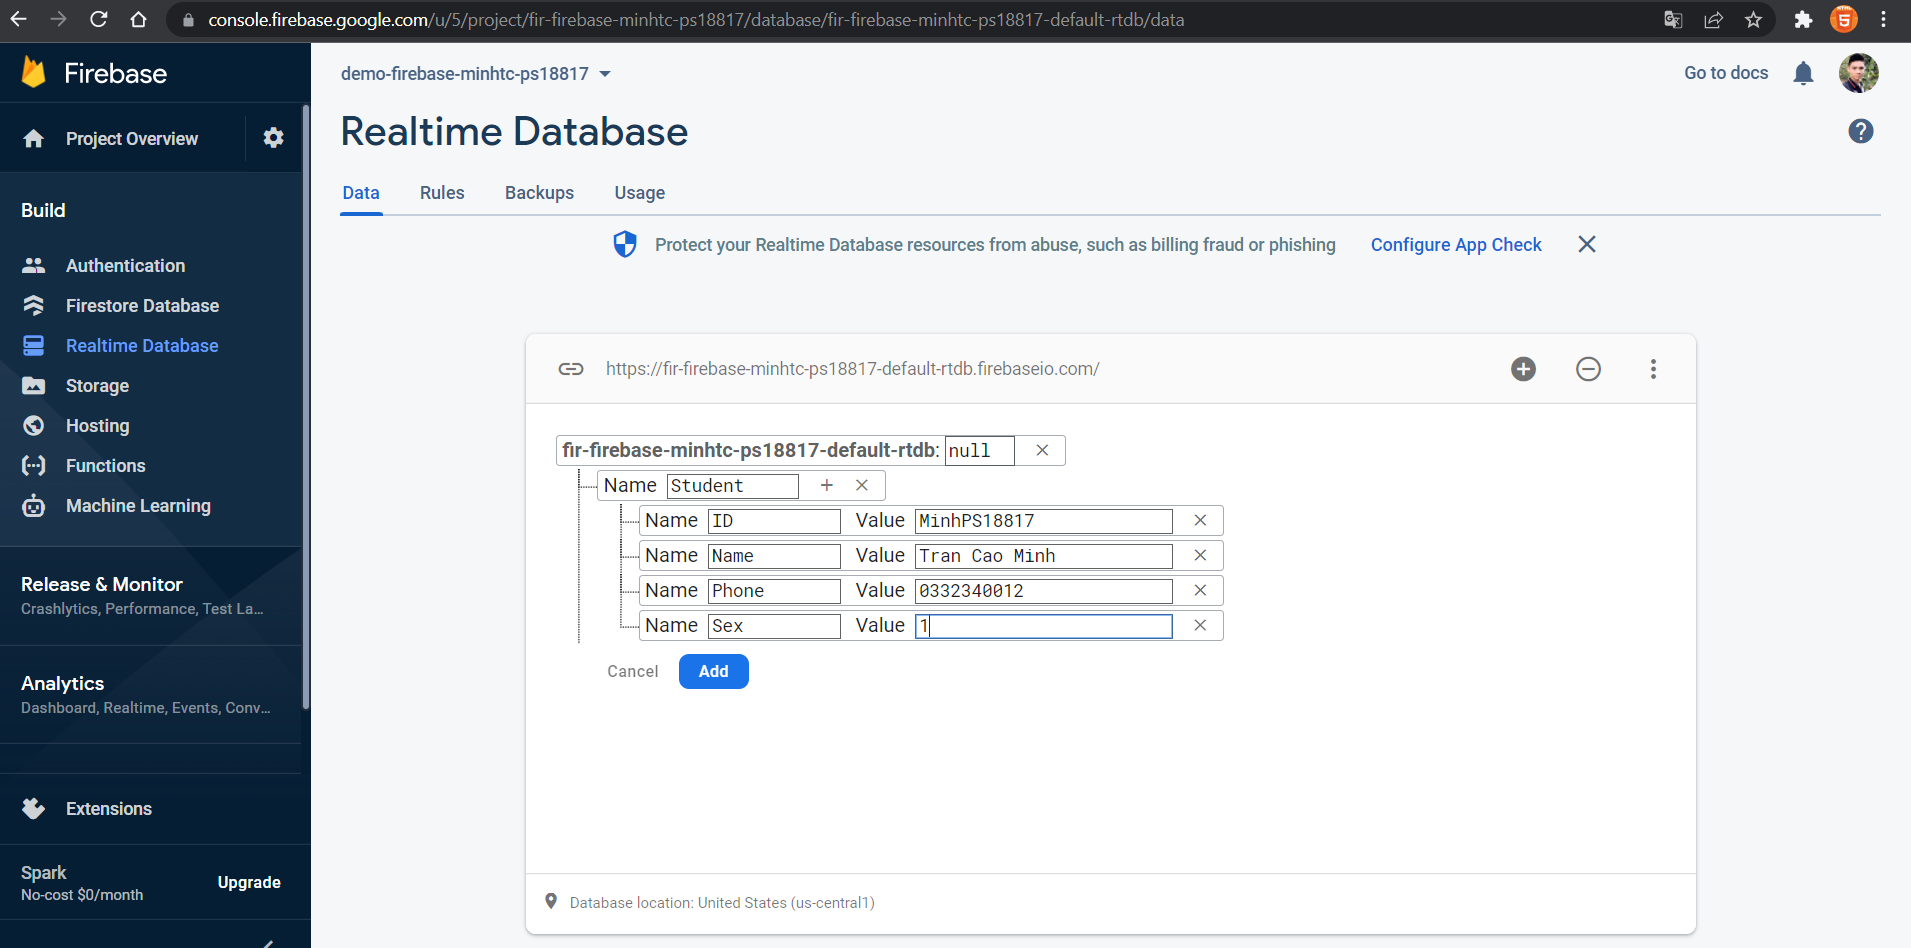 console.firebase.google.com/u/5/project/fir-firebase-minhtc-ps18817/database/fir-firebase-minhtc-ps18817-default-rtdb/data
Firebase
demo-firebase-minhtc-ps18817
Go to docs
Project Overview
Realtime Database
Data Rules Backups Usage
Protect your Realtime Database resources from abuse, such as billing fraud or phishing Configure App Check
Build
Authentication
Firestore Database
Realtime Database
Storage
Hosting
Functions
Machine Learning
Release & Monitor
Crashlytics, Performance, Test La...
Analytics
Dashboard, Realtime, Events, Conv...
Extensions
Spark
No-cost $0/month
Upgrade
https://fir-firebase-minhtc-ps18817-default-rtdb.firebaseio.com/
fir-firebase-minhtc-ps18817-default-rtdb: null
Name Student
Name ID Value MinhPS18817
Name Name Value Tran Cao Minh
Name Phone Value 0332340012
Name Sex Value 1
Cancel Add
Database location: United States (us-central1)